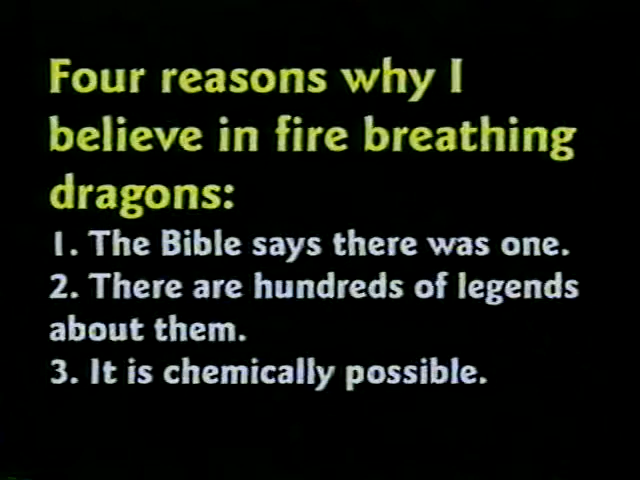 Four reasons why I
believe in fire breathing
dragons:
1. The Bible says there was one.
2. There are hundreds of legends
about them.
3. It is chemically possible.